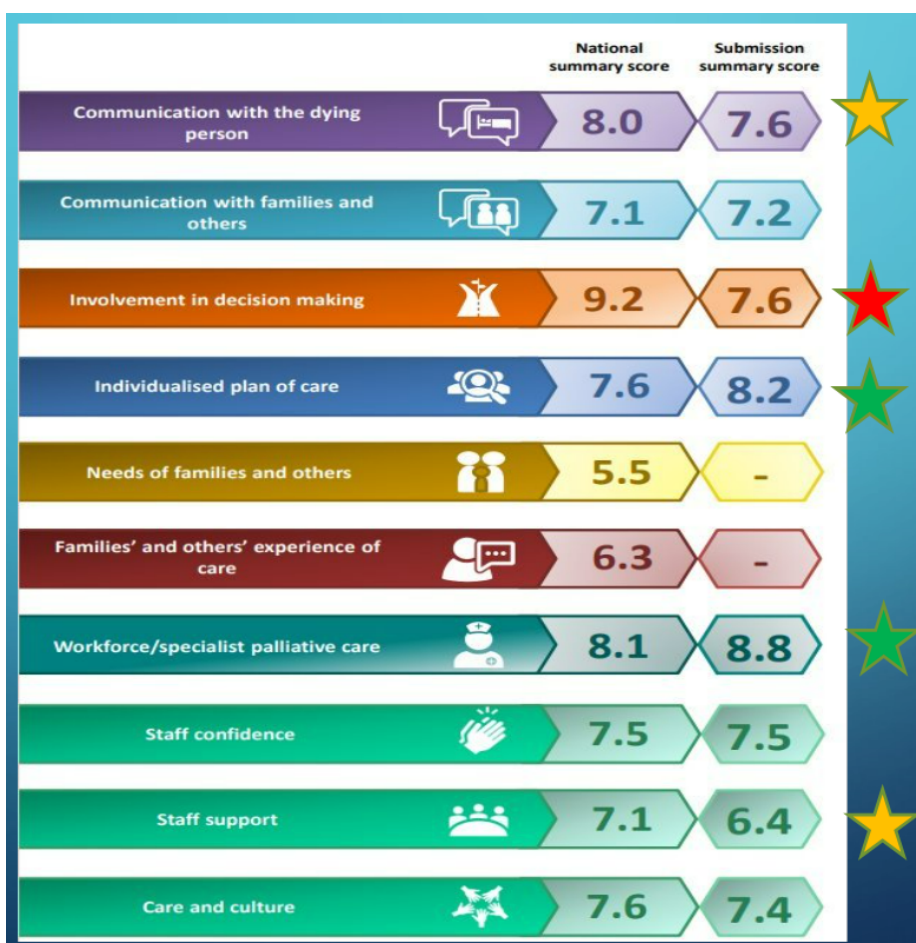 National Submission
summary score summary score
Communication with the dying
person
8.0 7.6
Communication with families and
others
7.1 7.2
Involvement in decision making 9.2 7.6
Individualised plan of care 7.6 8.2
Needs of families and others 5.5 -
Families’ and others’ experience of
care
6.3 -
Workforce/specialist palliative care 8.1 8.8
Staff confidence 7.5 7.5
Staff support 7.1 6.4
Care and culture 7.6 7.4